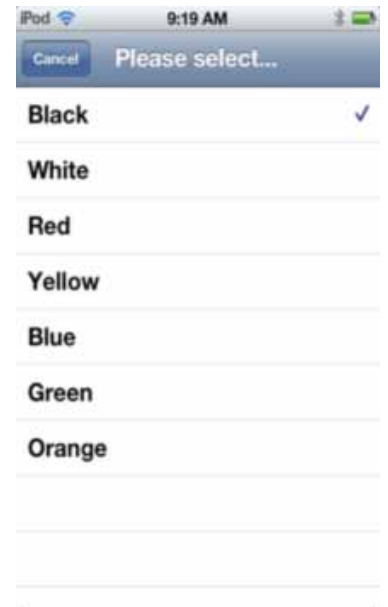 iPod 9:19 AM
Cancel Please select...
Black
White
Red
Yellow
Blue
Green
Orange